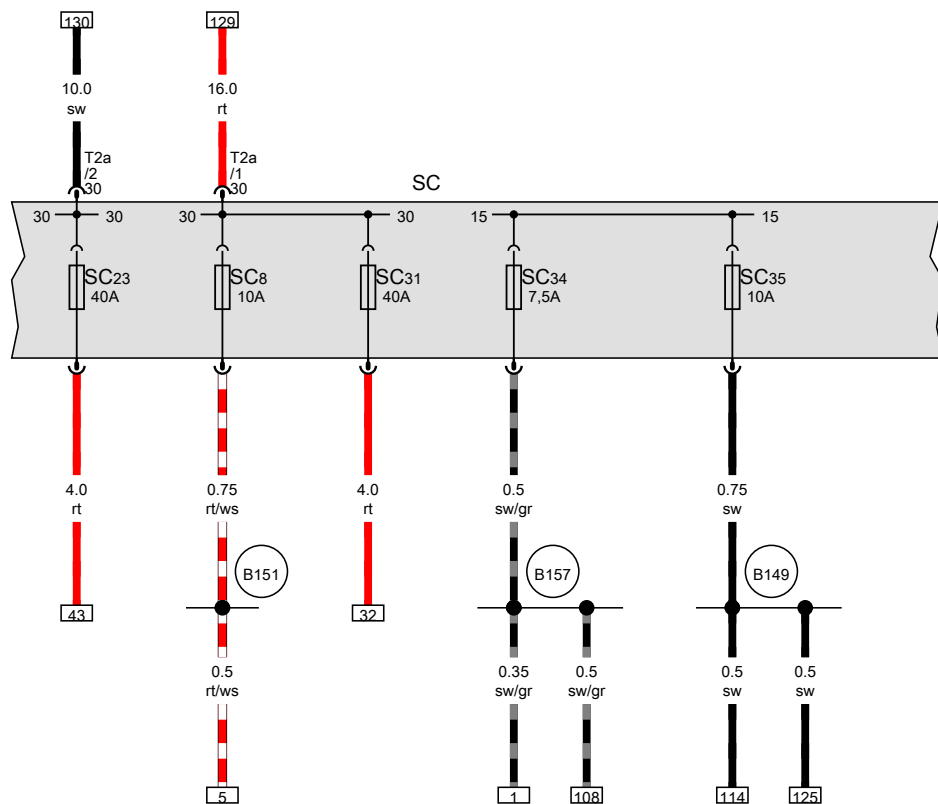 130 129
10.0 16.0
sw rt
T2a T2a
/2 /1
30 30
SC
30 30 30 30 15 15
SC23 SC8 SC31 SC34 SC35
40A 10A 40A 7,5A 10A
4.0 0.75 4.0 0.5 0.75
rt rt/ws rt sw/gr sw
B151 B157 B149
43 32
0.5 0.35 0.5 0.5 0.5
rt/ws sw/gr sw/gr sw sw
5 1 108 114 125